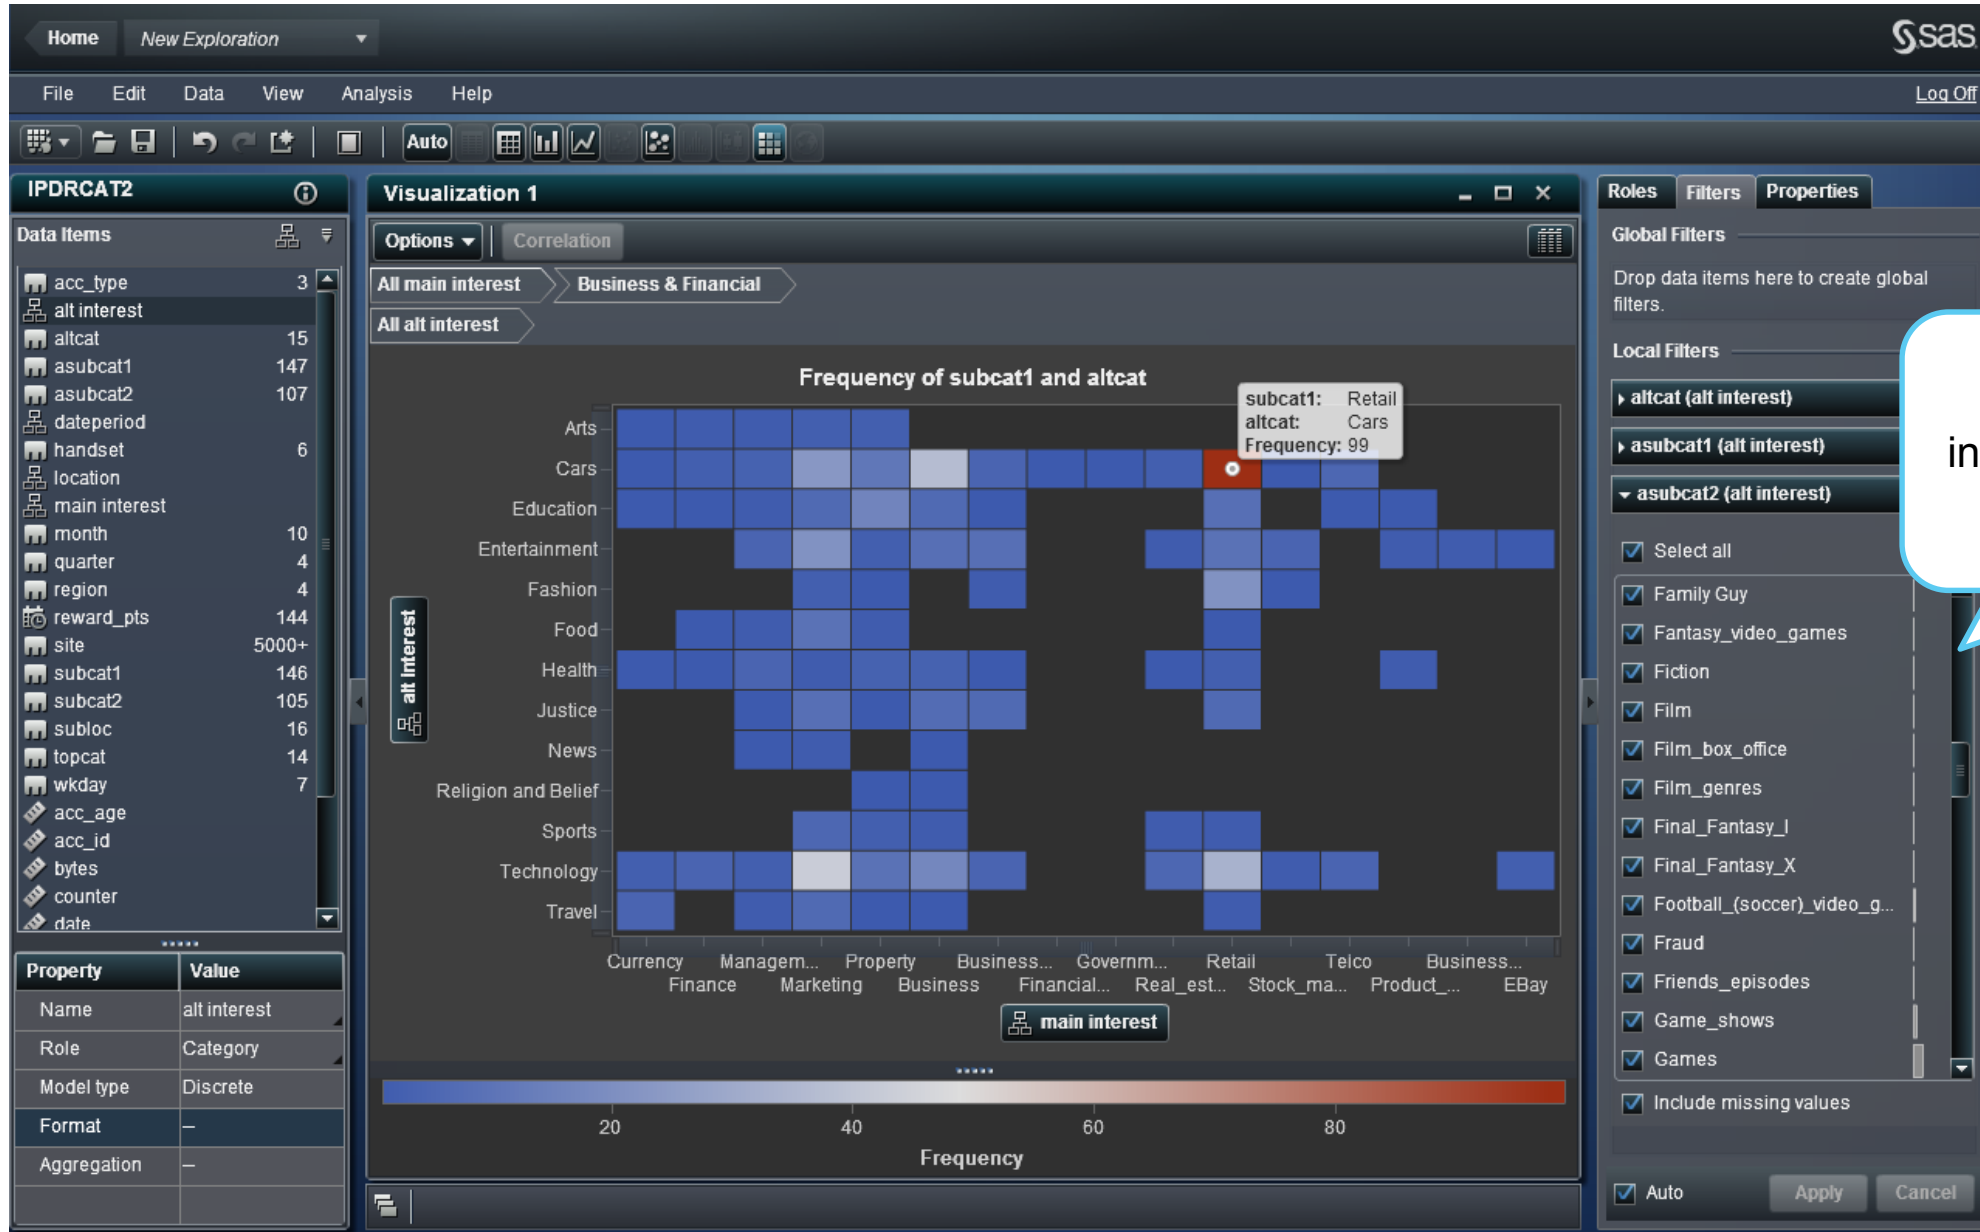 Home New Exploration
sas
File Edit Data View Analysis Help
Log Off
Auto
IPDRCAT2
Data Items
acc_type 3
alt interest
altcat 15
asubcat1 147
asubcat2 107
dateperiod
handset 6
location
main interest
month 10
quarter 4
region 4
reward_pts 144
site 5000+
subcat1 146
subcat2 105
subloc 16
topcat 14
wkday 7
acc_age
acc_id
bytes
counter
date
Property Value
Name alt interest
Role Category
Model type Discrete
Format –
Aggregation –
Visualization 1
Options Correlation
All main interest Business & Financial
All alt interest
Frequency of subcat1 and altcat
subcat1: Retail
altcat: Cars
Frequency: 99
alt interest
Arts
Cars
Education
Entertainment
Fashion
Food
Health
Justice
News
Religion and Belief
Sports
Technology
Travel
Currency Managem... Property Business... Governm... Retail Telco Business...
Finance Marketing Business Financial... Real_est... Stock_ma... Product_... EBay
main interest
20 40 60 80
Frequency
Roles Filters Properties
Global Filters
Drop data items here to create global
filters.
Local Filters
altcat (alt interest)
asubcat1 (alt interest)
asubcat2 (alt interest)
in
Select all
Family Guy
Fantasy_video_games
Fiction
Film
Film_box_office
Film_genres
Final_Fantasy_I
Final_Fantasy_X
Football_(soccer)_video_g...
Fraud
Friends_episodes
Game_shows
Games
Include missing values
Auto Apply Cancel